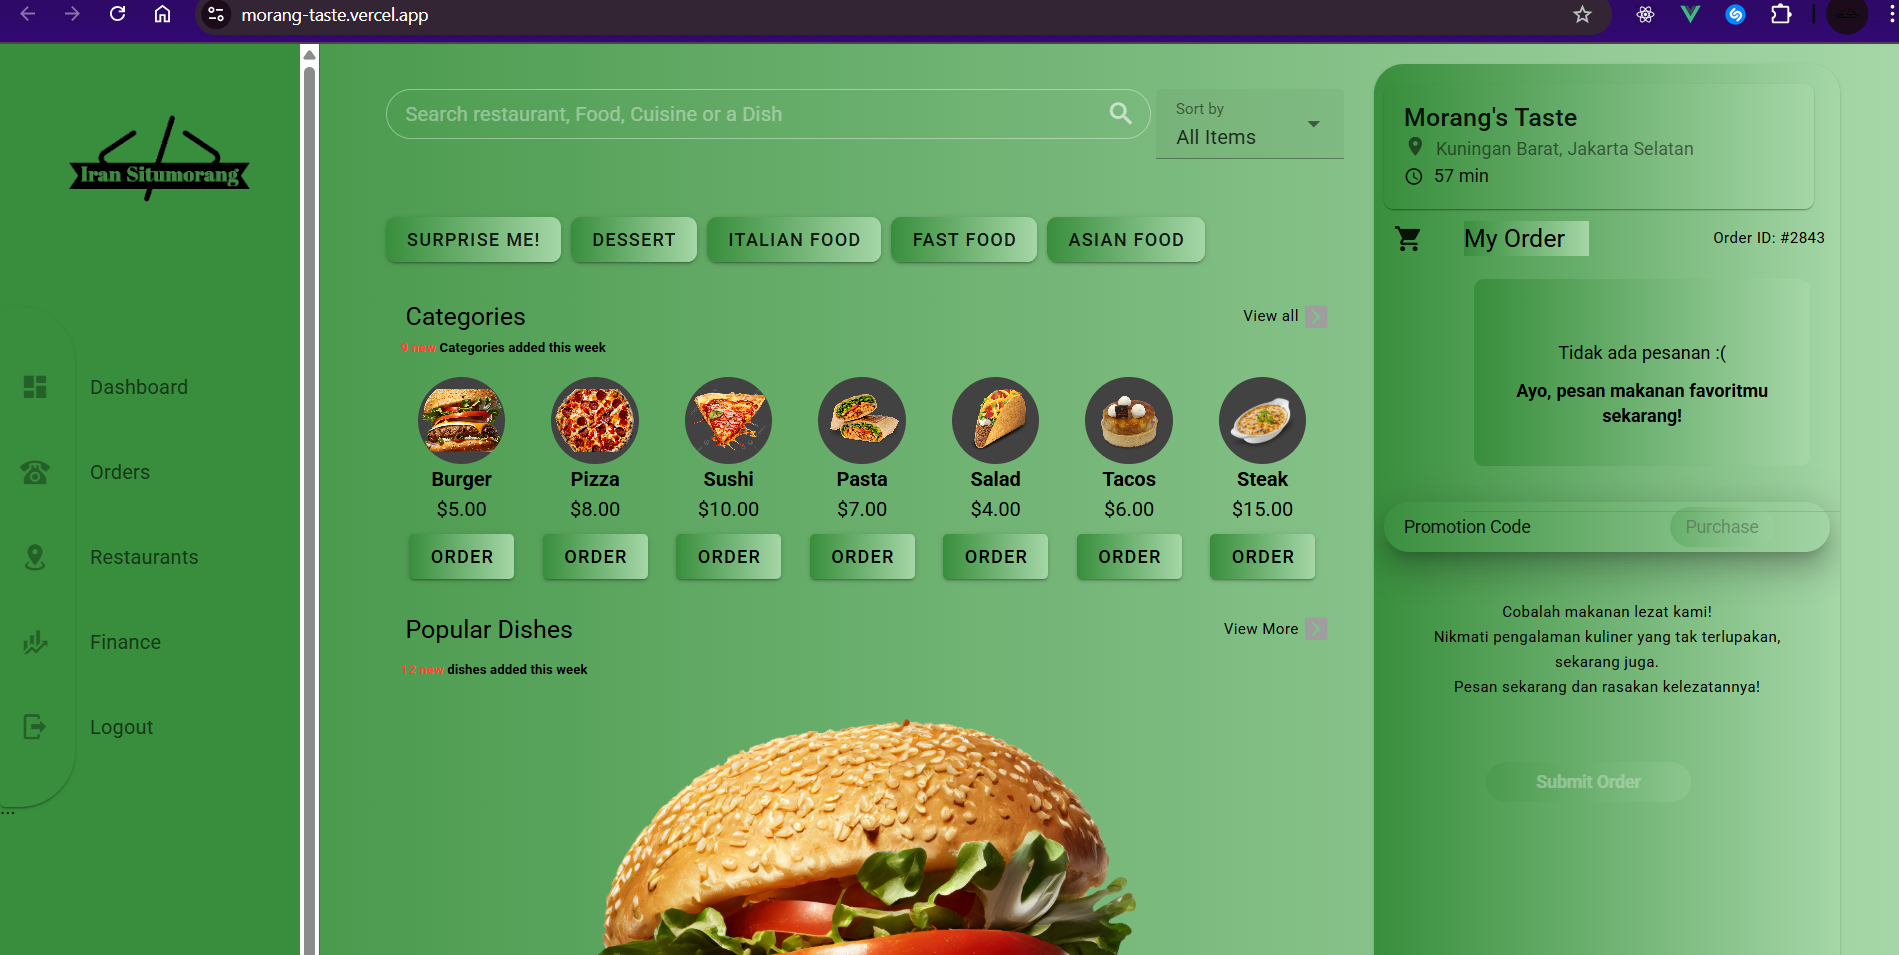 morang-taste.vercel.app
Iran Situmorang
Dashboard
Orders
Restaurants
Finance
Logout
...
Search restaurant, Food, Cuisine or a Dish
Sort by
All Items
SURPRISE ME!
DESSERT
ITALIAN FOOD
FAST FOOD
ASIAN FOOD
Categories
View all
9 new Categories added this week
Burger
$5.00
ORDER
Pizza
$8.00
ORDER
Sushi
$10.00
ORDER
Pasta
$7.00
ORDER
Salad
$4.00
ORDER
Tacos
$6.00
ORDER
Steak
$15.00
ORDER
Popular Dishes
View More
12 new dishes added this week
Morang's Taste
Kuningan Barat, Jakarta Selatan
57 min
My Order
Order ID: #2843
Tidak ada pesanan :(
Ayo, pesan makanan favoritmu
sekarang!
Promotion Code
Purchase
Cobalah makanan lezat kami!
Nikmati pengalaman kuliner yang tak terlupakan,
sekarang juga.
Pesan sekarang dan rasakan kelezatannya!
Submit Order